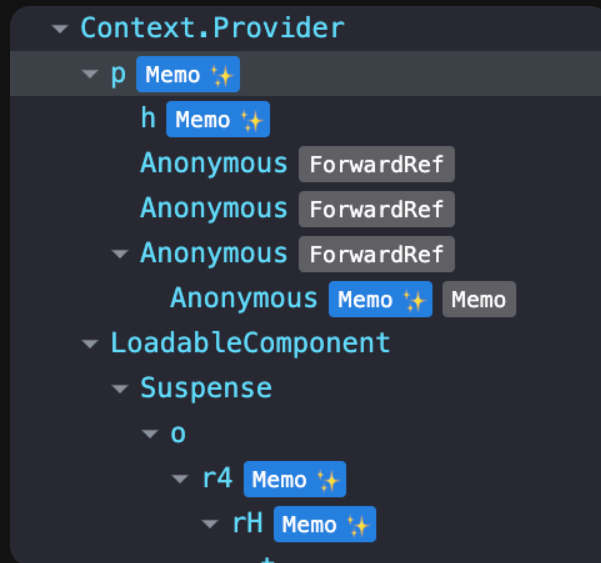 Context.Provider
p Memo ✨
h Memo ✨
Anonymous ForwardRef
Anonymous ForwardRef
Anonymous ForwardRef
Anonymous Memo ✨ Memo
LoadableComponent
Suspense
o
r4 Memo ✨
rH Memo ✨